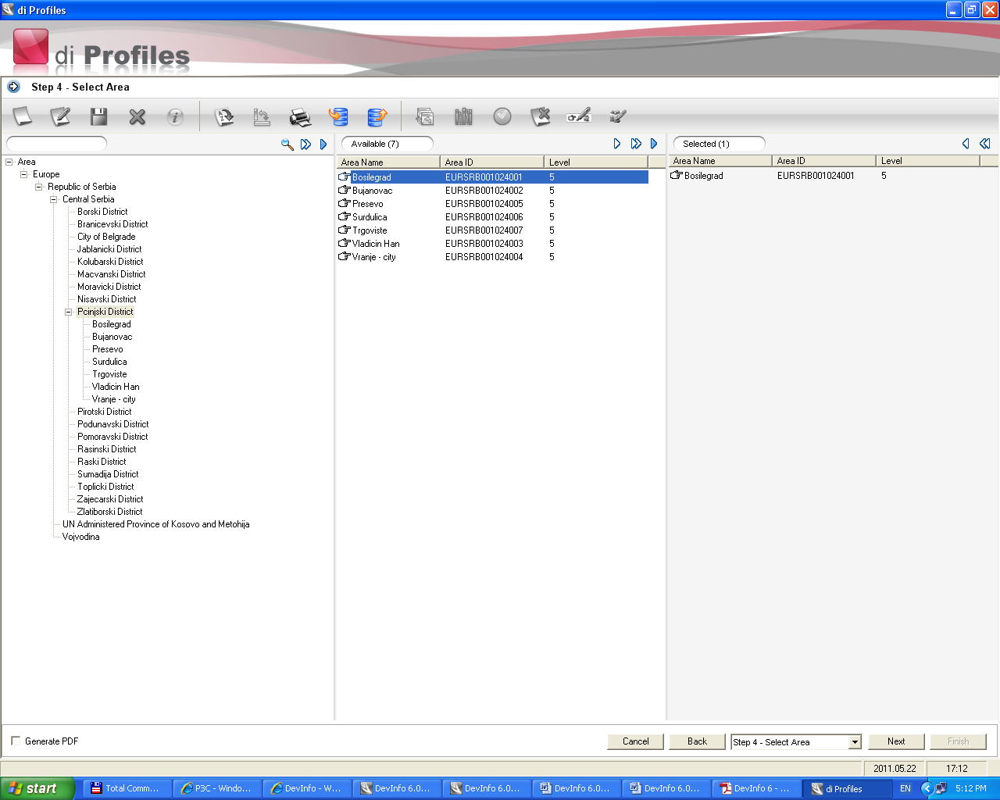 di Profiles
di Profiles
Step 4 - Select Area
Available (7)
Selected (1)
Area
Europe
Republic of Serbia
Central Serbia
Borski District
Branicevski District
City of Belgrade
Jablanicki District
Kolubarski District
Macvanski District
Moravicki District
Nisavski District
Pcinjski District
Bosilegrad
Bujanovac
Presevo
Surdulica
Trgoviste
Vladicin Han
Vranje - city
Pirotski District
Podunavski District
Pomoravski District
Rasinski District
Raski District
Sumadija District
Toplicki District
Zajecarski District
Zlatiborski District
UN Administered Province of Kosovo and Metohija
Vojvodina
Area Name Area ID Level
Bosilegrad EURSRB001024001 5
Bujanovac EURSRB001024002 5
Presevo EURSRB001024005 5
Surdulica EURSRB001024006 5
Trgoviste EURSRB001024007 5
Vladicin Han EURSRB001024003 5
Vranje - city EURSRB001024004 5
Area Name Area ID Level
Bosilegrad EURSRB001024001 5
Generate PDF
Cancel Back Step 4 - Select Area Next Finish
2011.05.22 17:12
start Total Comm... P3C - Windo... DevInfo - W... DevInfo 6.0... DevInfo 6.0... DevInfo 6.0... DevInfo 6.0... DevInfo 6 - ... di Profiles EN 5:12 PM